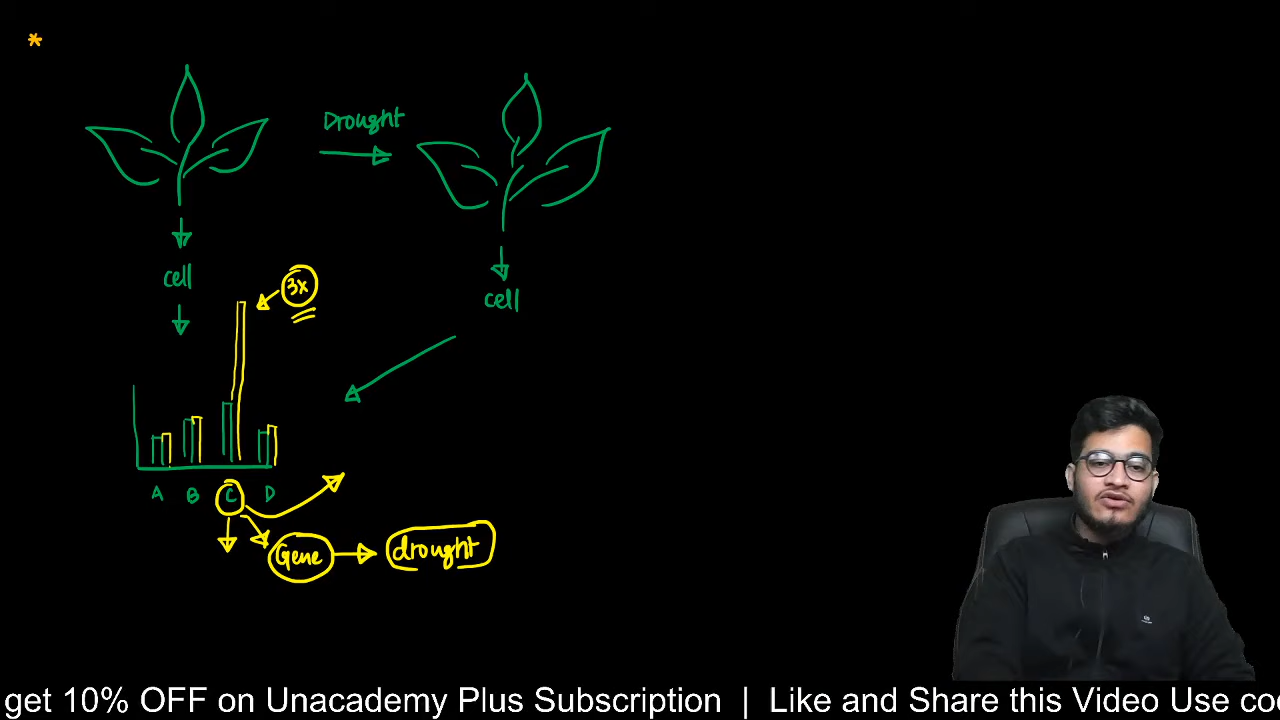 *
Drought
cell
3x
cell
A B C D
Gene
drought
get 10% OFF on Unacademy Plus Subscription | Like and Share this Video Use co